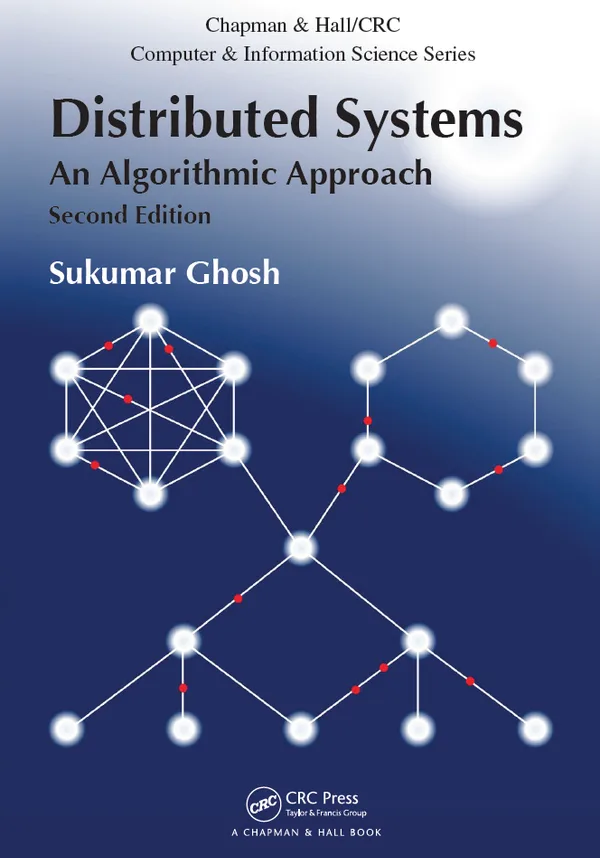 Chapman & Hall/CRC
Computer & Information Science Series
Distributed Systems
An Algorithmic Approach
Second Edition
Sukumar Ghosh
CRC
CRC Press
Taylor & Francis Group
A CHAPMAN & HALL BOOK